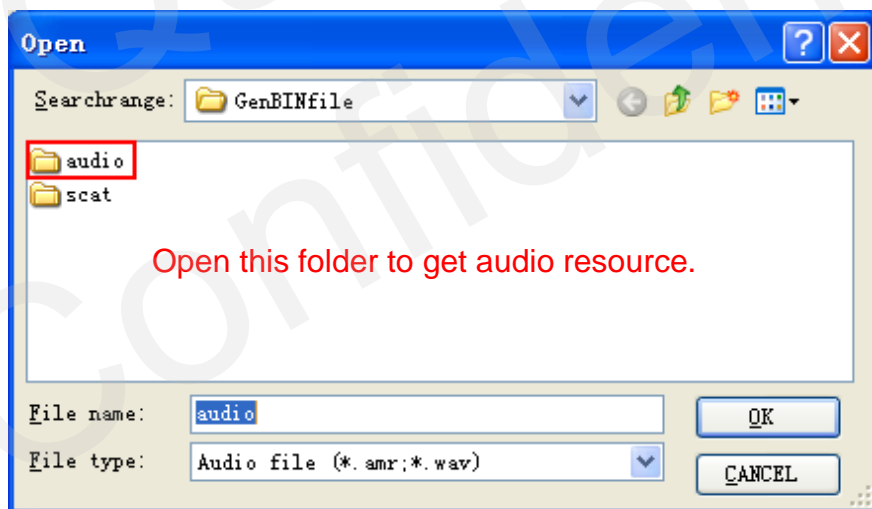 Open
Searchrange: GenBINfile
audio
scat
Open this folder to get audio resource.
File name: audio
OK
File type: Audio file (*.amr;*.wav)
CANCEL
Confiden